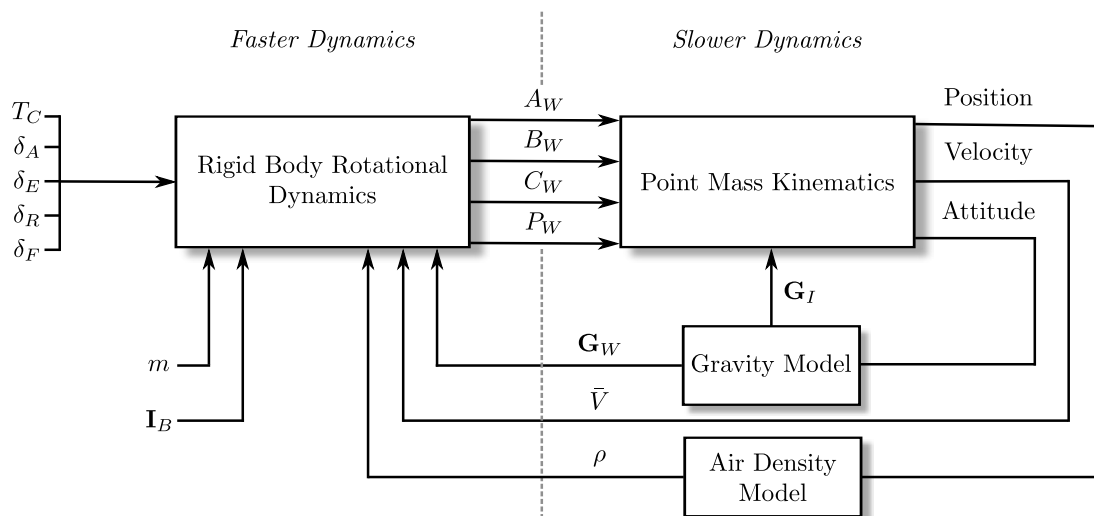 Faster Dynamics
Slower Dynamics
T_C
δ_A
δ_E
δ_R
δ_F
Rigid Body Rotational
Dynamics
A_W
B_W
C_W
P_W
Point Mass Kinematics
Position
Velocity
Attitude
G_I
m
I_B
G_W
Gravity Model
V̄
ρ
Air Density
Model